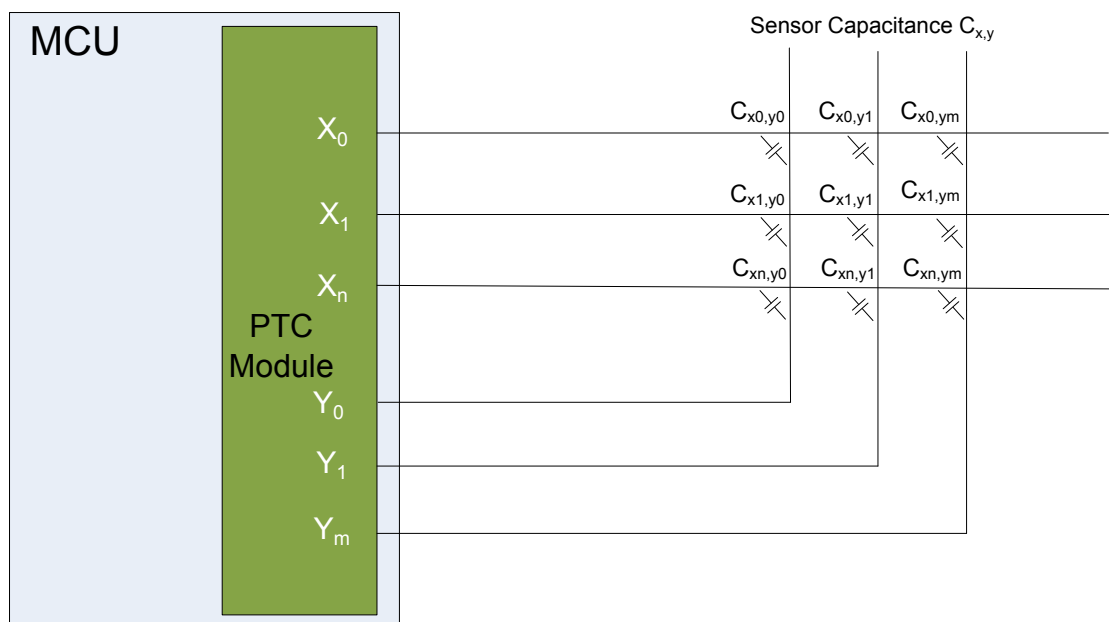 MCU
Sensor Capacitance Cx,y
Cx0,y0 Cx0,y1 Cx0,ym
X0
Cx1,y0 Cx1,y1 Cx1,ym
X1
Cxn,y0 Cxn,y1 Cxn,ym
Xn
PTC
Module
Y0
Y1
Ym